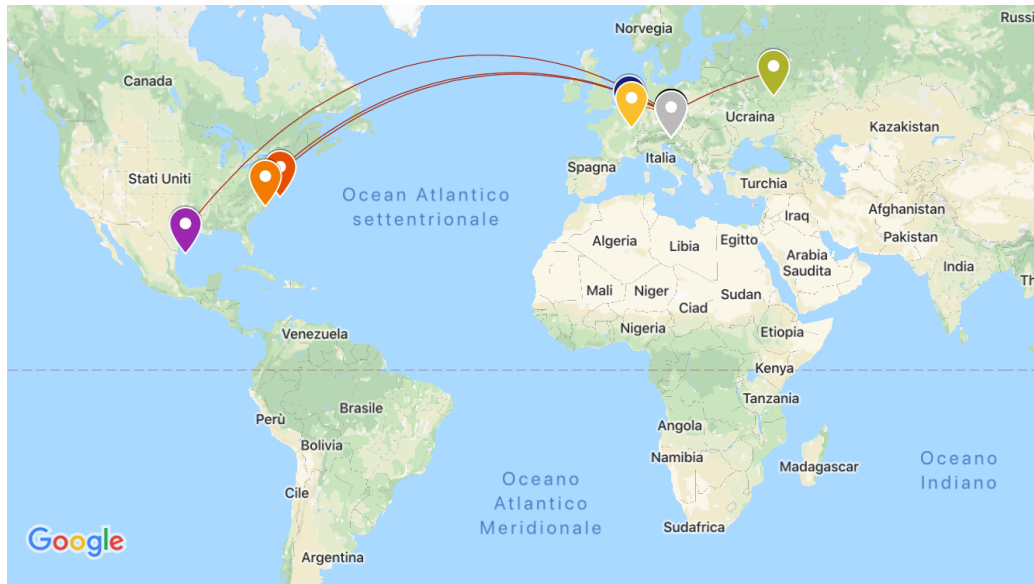 Norvegia
Russi
Canada
Ucraina
Kazakistan
Stati Uniti
Spagna
Italia
Turchia
Ocean Atlantico
settentrionale
Iraq
Afghanistan
Pakistan
Algeria
Libia
Egitto
Arabia
Saudita
India
Th
Mali
Niger
Sudan
Ciad
Nigeria
Etiopia
Venezuela
Kenya
Tanzania
Brasile
Perù
Angola
Bolivia
Namibia
Madagascar
Oceano
Indiano
Oceano
Atlantico
Meridionale
Cile
Sudafrica
Google
Argentina